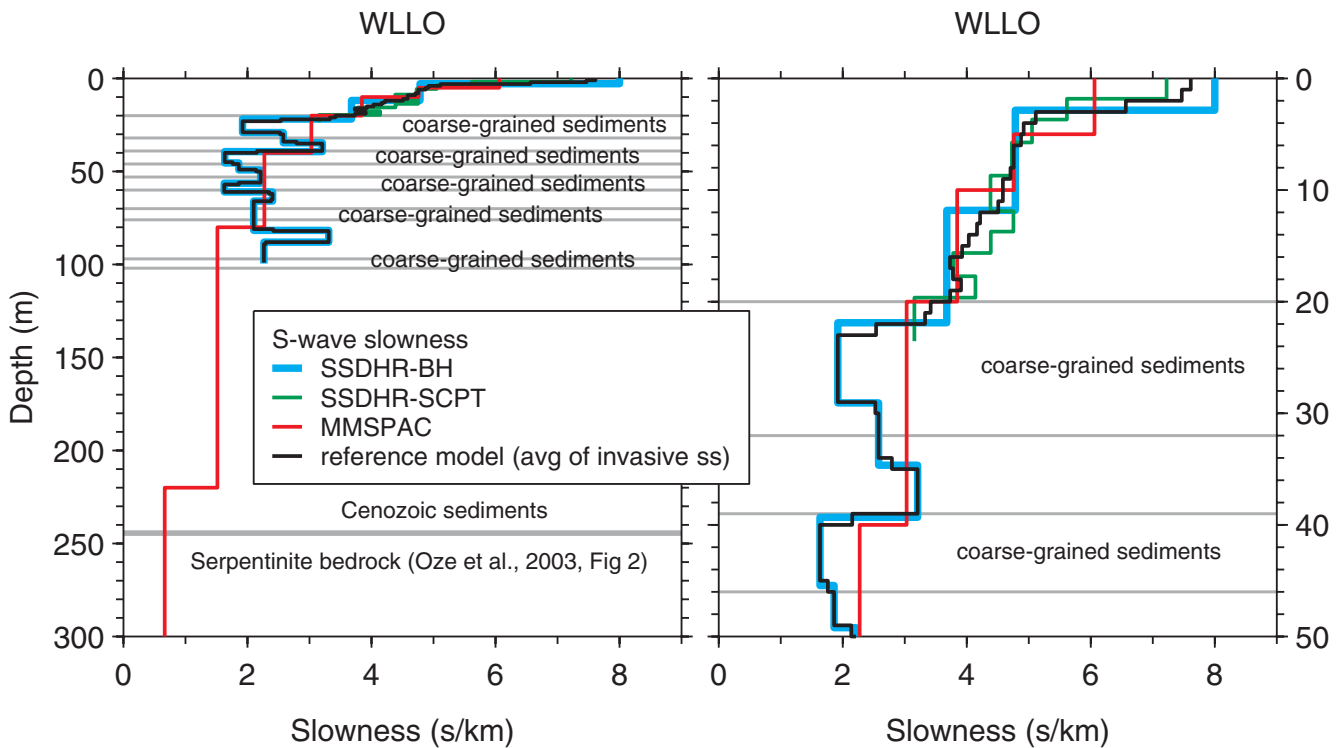 WLLO
WLLO
0
50
100
150
200
250
300
Depth (m)
coarse-grained sediments
coarse-grained sediments
coarse-grained sediments
coarse-grained sediments
coarse-grained sediments
S-wave slowness
SSDHR-BH
SSDHR-SCPT
MMSPAC
reference model (avg of invasive ss)
Cenozoic sediments
Serpentinite bedrock (Oze et al., 2003, Fig 2)
0 2 4 6 8
Slowness (s/km)
coarse-grained sediments
coarse-grained sediments
0
10
20
30
40
50
0 2 4 6 8
Slowness (s/km)